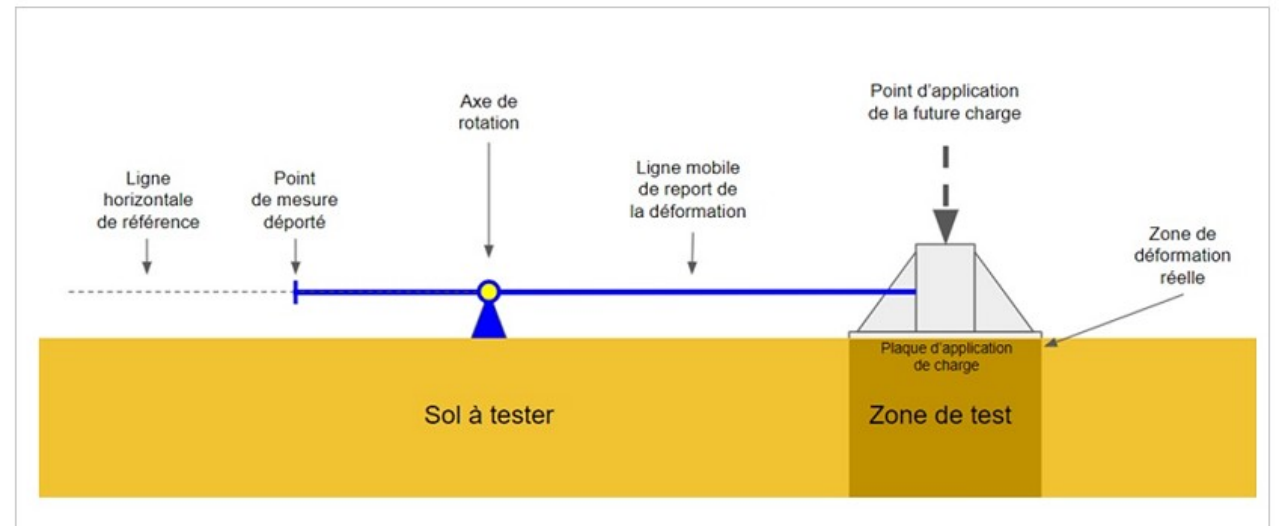 Point d'application
de la future charge
Axe de
rotation
Ligne mobile
de report de
la déformation
Ligne
horizontale
de référence
Point
de mesure
déporté
Zone de
déformation
réelle
Plaque d'application
de charge
Sol à tester
Zone de test